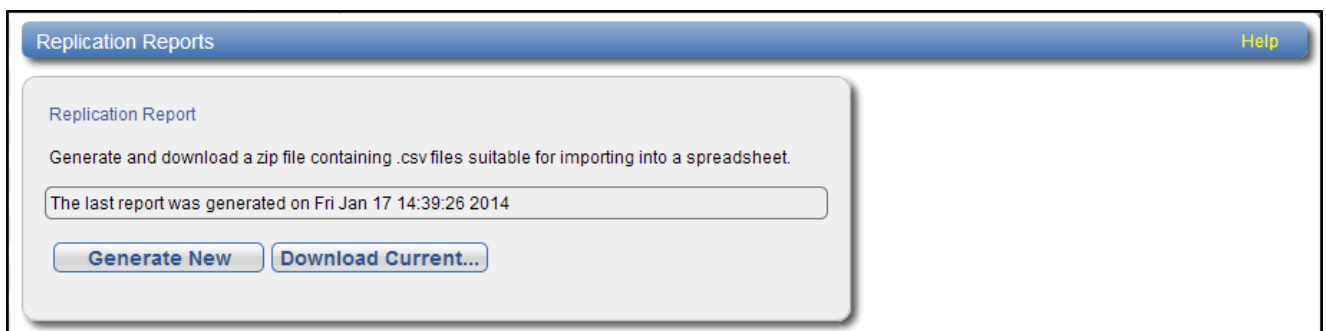 Replication Reports Help
Replication Report
Generate and download a zip file containing .csv files suitable for importing into a spreadsheet.
The last report was generated on Fri Jan 17 14:39:26 2014
Generate New Download Current...